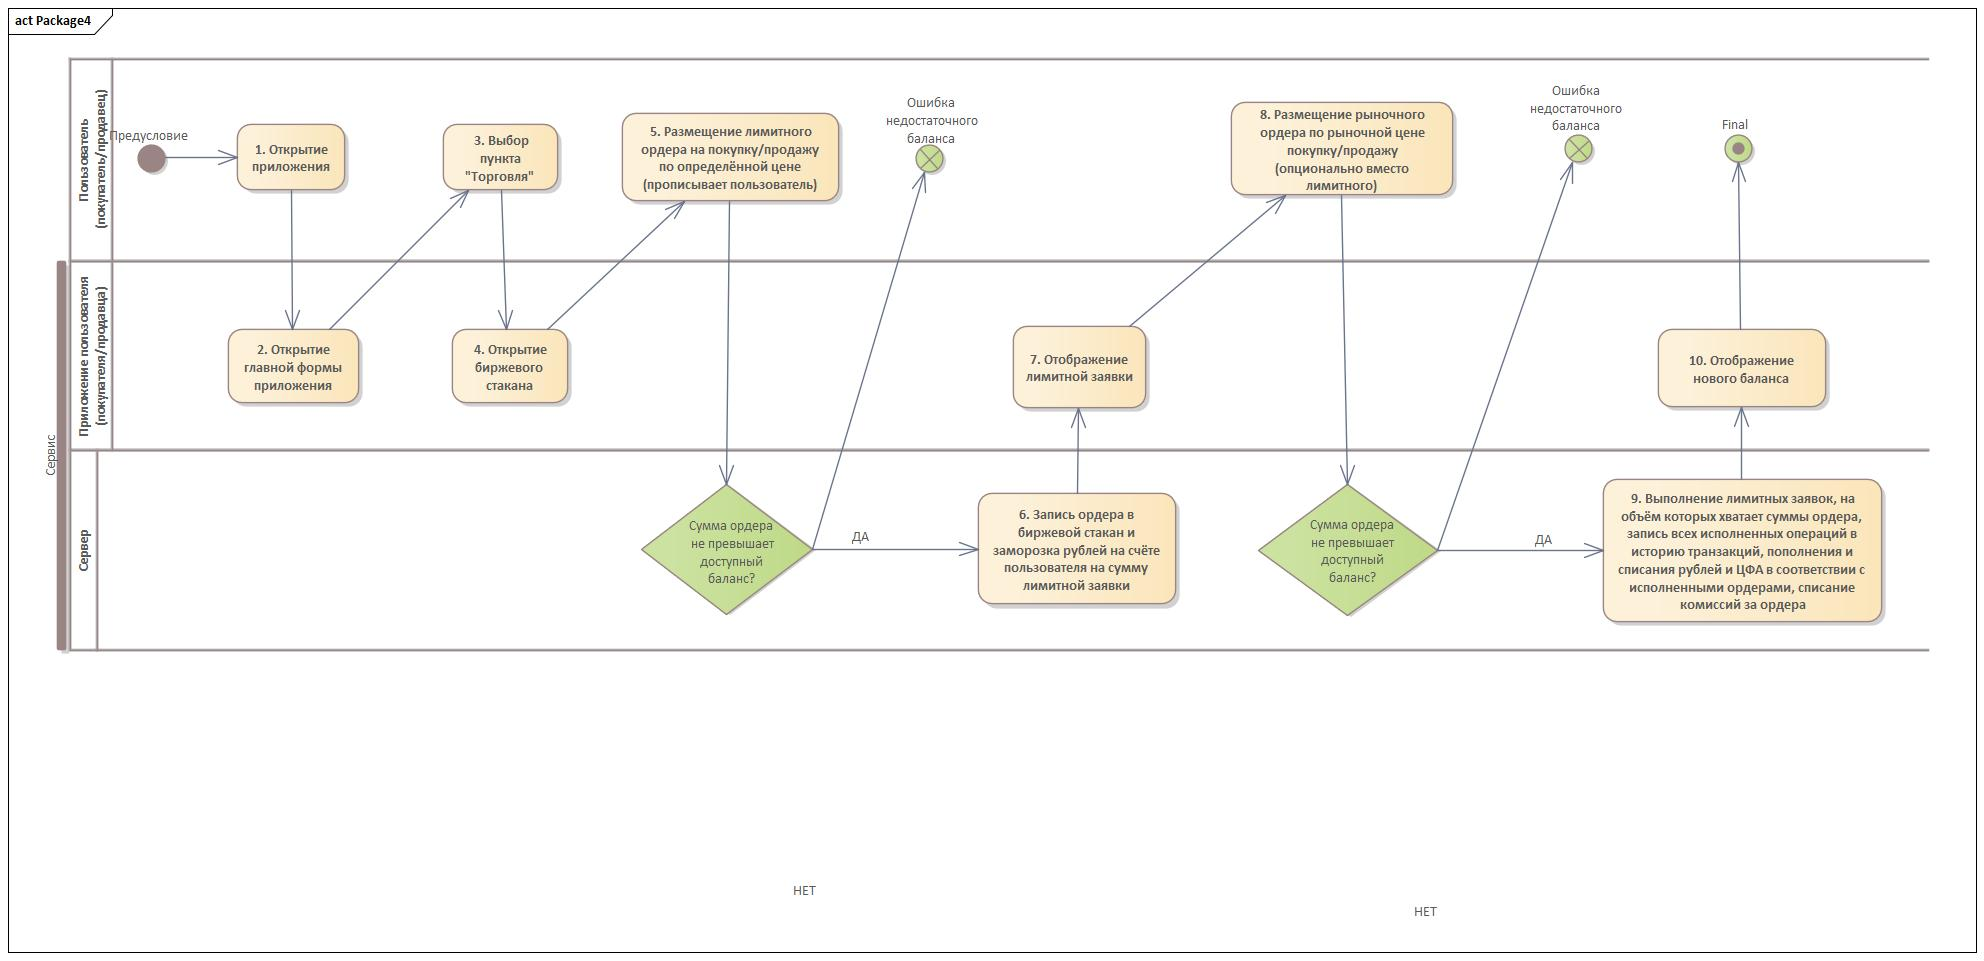 act Package4
Пользователь
(покупатель/продавец)
Предусловие
1. Открытие
приложения
3. Выбор
пункта
"Торговля"
5. Размещение лимитного
ордера на покупку/продажу
по определённой цене
(прописывает пользователь)
Ошибка
недостаточного
баланса
8. Размещение рыночного
ордера по рыночной цене
покупку/продажу
(опционально вместо
лимитного)
Ошибка
недостаточного
баланса
Final
Сервис
Приложение пользователя
(покупателя/продавца)
2. Открытие
главной формы
приложения
4. Открытие
биржевого
стакана
7. Отображение
лимитной заявки
10. Отображение
нового баланса
Сервер
Сумма ордера
не превышает
доступный
баланс?
ДА
6. Запись ордера в
биржевой стакан и
заморозка рублей на счёте
пользователя на сумму
лимитной заявки
Сумма ордера
не превышает
доступный
баланс?
ДА
9. Выполнение лимитных заявок, на
объём которых хватает суммы ордера,
запись всех исполненных операций в
историю транзакций, пополнения и
списания рублей и ЦФА в соответствии с
исполненными ордерами, списание
комиссий за ордера
НЕТ
НЕТ